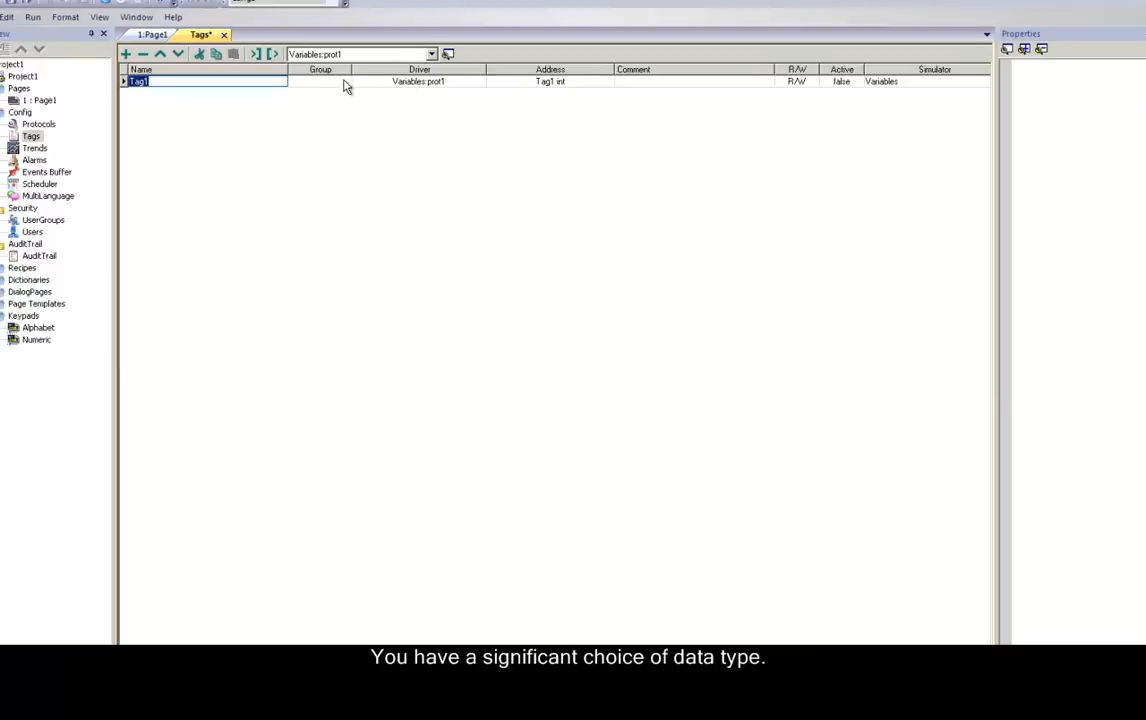 Edit Run Format View Window Help
ew
1:Page1 Tags*
Properties
Variables:prot1
Name Group Driver Address Comment R/W Active Simulator
Tag1 Variables:prot1 Tag1 int R/W false Variables
roject1
Project1
Pages
1 : Page1
Config
Protocols
Tags
Trends
Alarms
Events Buffer
Scheduler
MultiLanguage
Security
UserGroups
Users
AuditTrail
AuditTrail
Recipes
Dictionaries
DialogPages
Page Templates
Keypads
Alphabet
Numeric
You have a significant choice of data type.